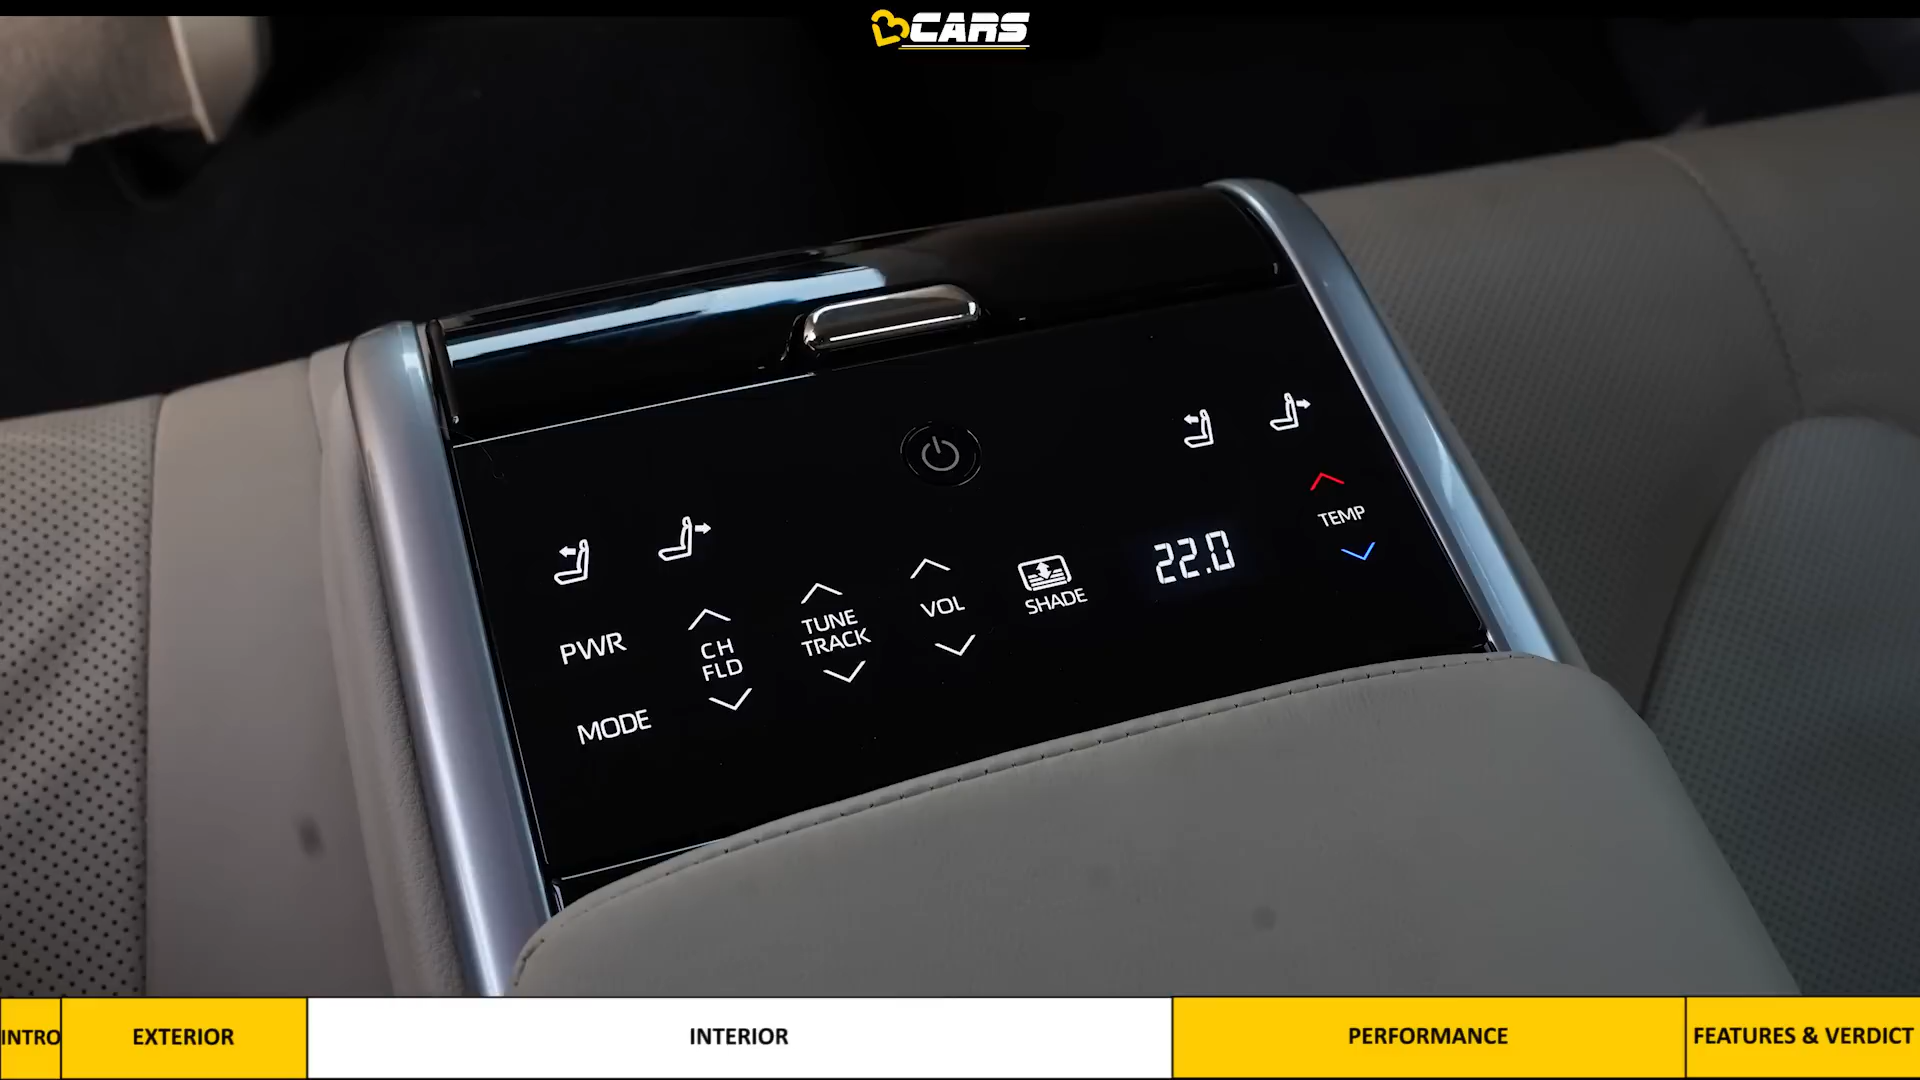 CARS
22.0
TEMP
VOL
SHADE
TUNE
TRACK
CH
FLD
PWR
MODE
INTRO
EXTERIOR
INTERIOR
PERFORMANCE
FEATURES & VERDICT